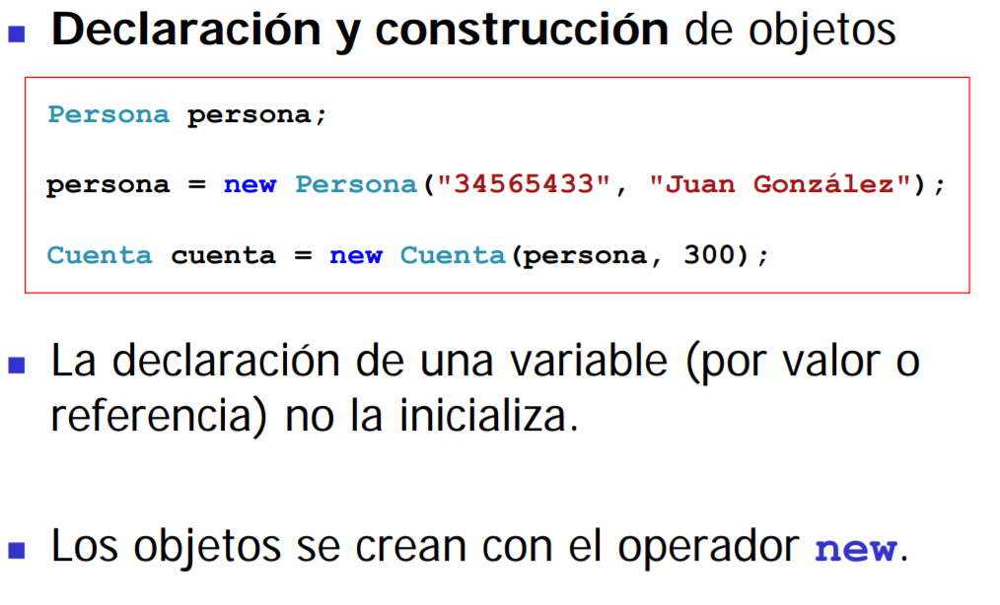 Declaración y construcción de objetos
Persona persona;
persona = new Persona("34565433", "Juan González");
Cuenta cuenta = new Cuenta(persona, 300);
La declaración de una variable (por valor o
referencia) no la inicializa.
Los objetos se crean con el operador new.